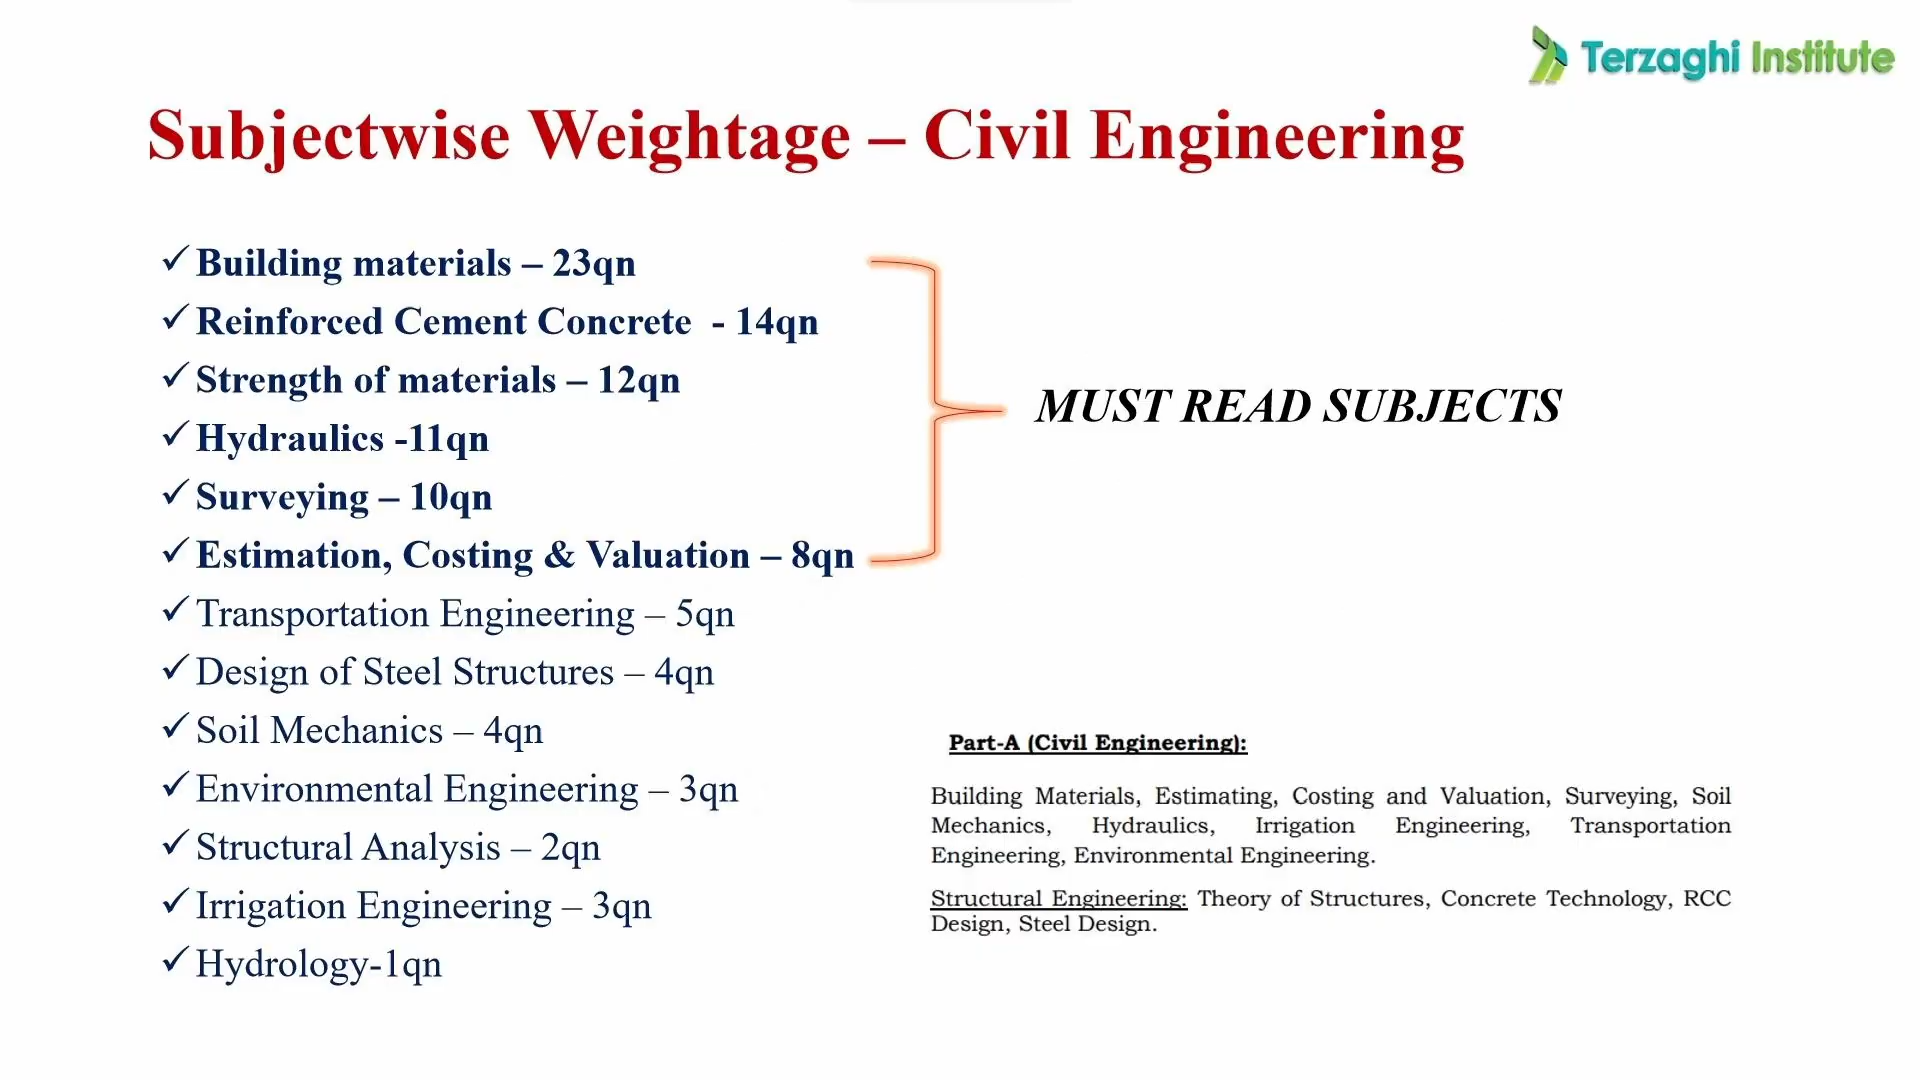 Terzaghi Institute
Subjectwise Weightage – Civil Engineering
✓ Building materials – 23qn
✓ Reinforced Cement Concrete - 14qn
✓ Strength of materials – 12qn
✓ Hydraulics -11qn
✓ Surveying – 10qn
✓ Estimation, Costing & Valuation – 8qn
✓ Transportation Engineering – 5qn
✓ Design of Steel Structures – 4qn
✓ Soil Mechanics – 4qn
✓ Environmental Engineering – 3qn
✓ Structural Analysis – 2qn
✓ Irrigation Engineering – 3qn
✓ Hydrology-1qn
MUST READ SUBJECTS
Part-A (Civil Engineering):
Building Materials, Estimating, Costing and Valuation, Surveying, Soil
Mechanics, Hydraulics, Irrigation Engineering, Transportation
Engineering, Environmental Engineering.
Structural Engineering: Theory of Structures, Concrete Technology, RCC
Design, Steel Design.